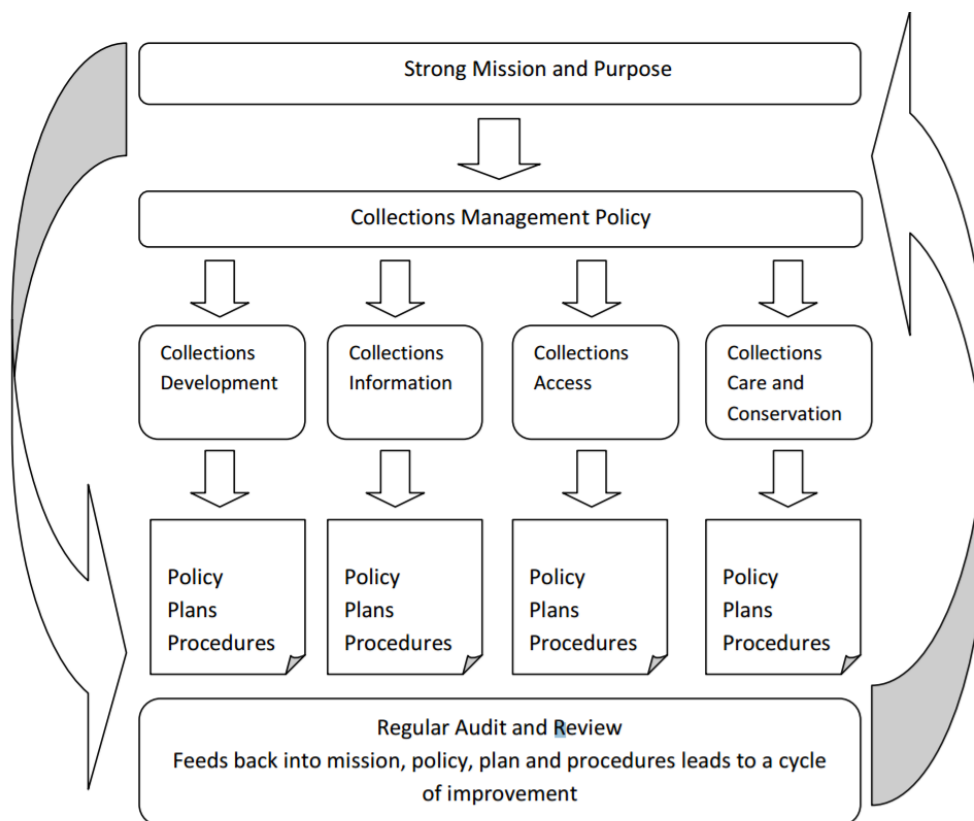 Strong Mission and Purpose
Collections Management Policy
Collections
Development
Collections
Information
Collections
Access
Collections
Care and
Conservation
Policy
Plans
Procedures
Policy
Plans
Procedures
Policy
Plans
Procedures
Policy
Plans
Procedures
Regular Audit and Review
Feeds back into mission, policy, plan and procedures leads to a cycle
of improvement